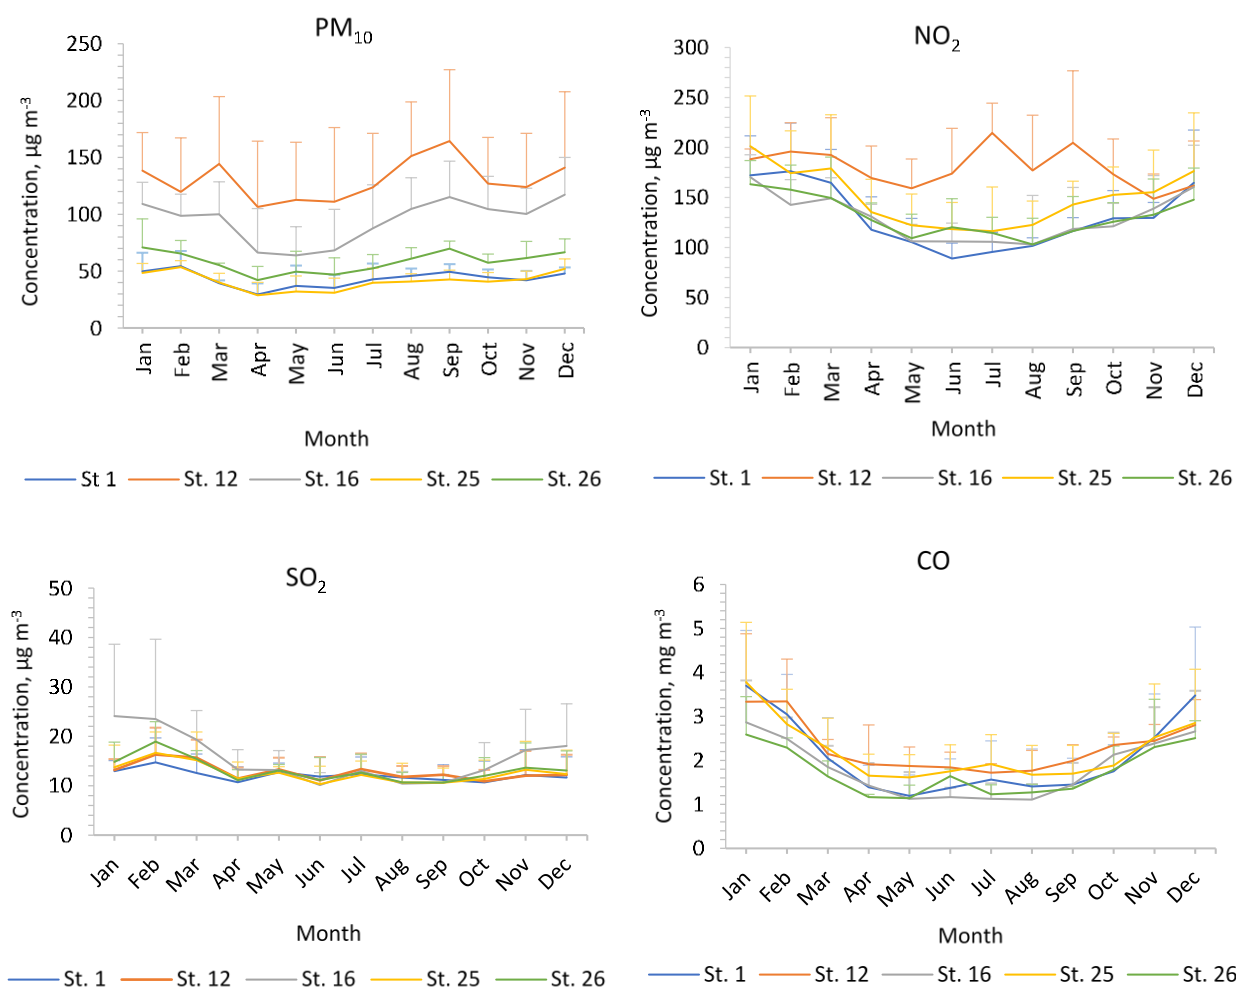 PM10
Concentration, µg m-3
250
200
150
100
50
0
Jan Feb Mar Apr May Jun Jul Aug Sep Oct Nov Dec
Month
St 1 St. 12 St. 16 St. 25 St. 26
NO2
Concentration, µg m-3
300
250
200
150
100
50
0
Jan Feb Mar Apr May Jun Jul Aug Sep Oct Nov Dec
Month
St. 1 St. 12 St. 16 St. 25 St. 26
SO2
Concentration, µg m-3
50
40
30
20
10
0
Jan Feb Mar Apr May Jun Jul Aug Sep Oct Nov Dec
Month
St. 1 St. 12 St. 16 St. 25 St. 26
CO
Concentration, mg m-3
6
5
4
3
2
1
0
Jan Feb Mar Apr May Jun Jul Aug Sep Oct Nov Dec
Month
St. 1 St. 12 St. 16 St. 25 St. 26